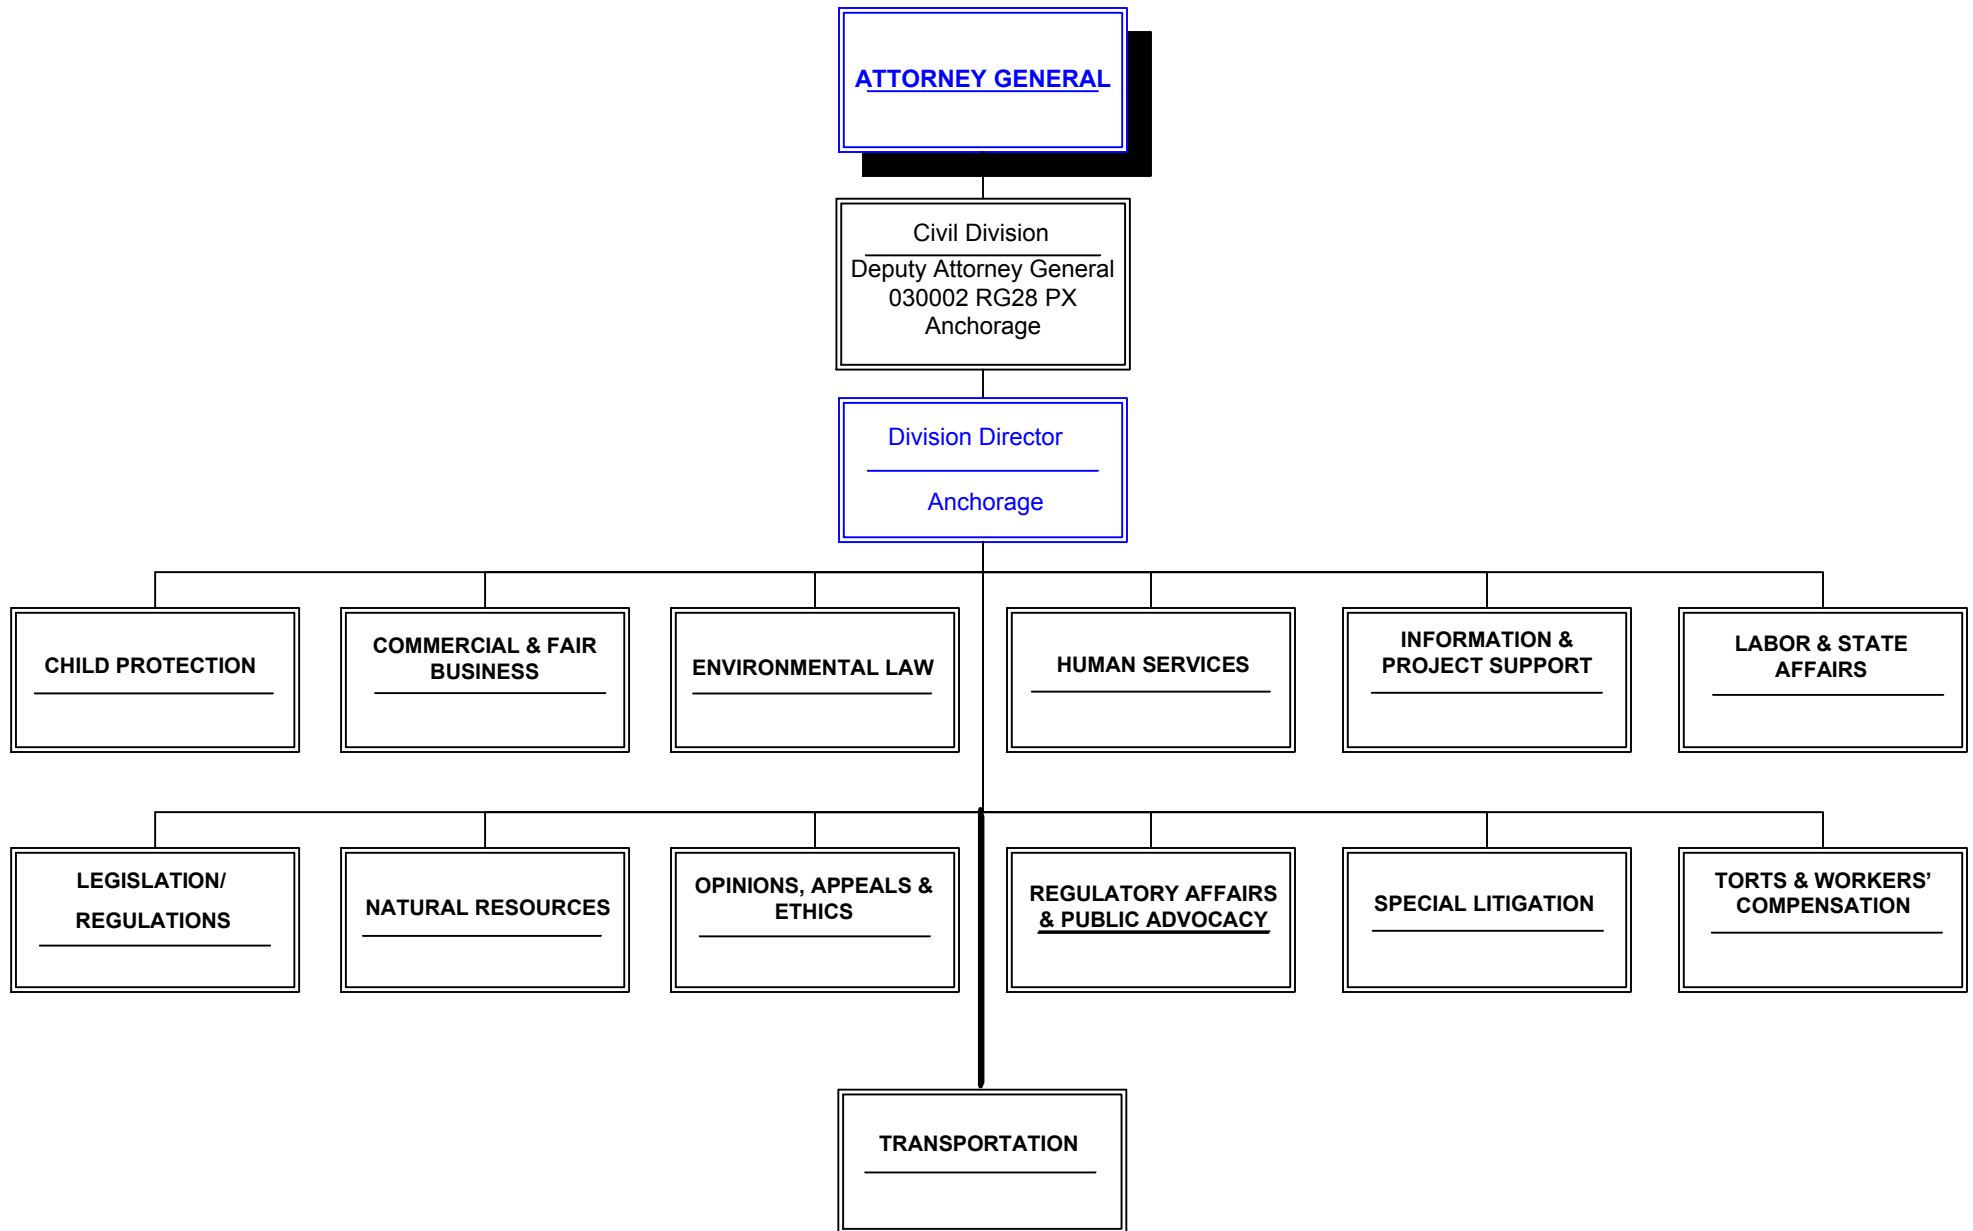 ATTORNEY GENERAL
Civil Division
Deputy Attorney General
030002 RG28 PX
Anchorage
Division Director
Anchorage
CHILD PROTECTION
COMMERCIAL & FAIR
BUSINESS
ENVIRONMENTAL LAW
HUMAN SERVICES
INFORMATION &
PROJECT SUPPORT
LABOR & STATE
AFFAIRS
LEGISLATION/
REGULATIONS
NATURAL RESOURCES
OPINIONS, APPEALS &
ETHICS
REGULATORY AFFAIRS
& PUBLIC ADVOCACY
SPECIAL LITIGATION
TORTS & WORKERS’
COMPENSATION
TRANSPORTATION